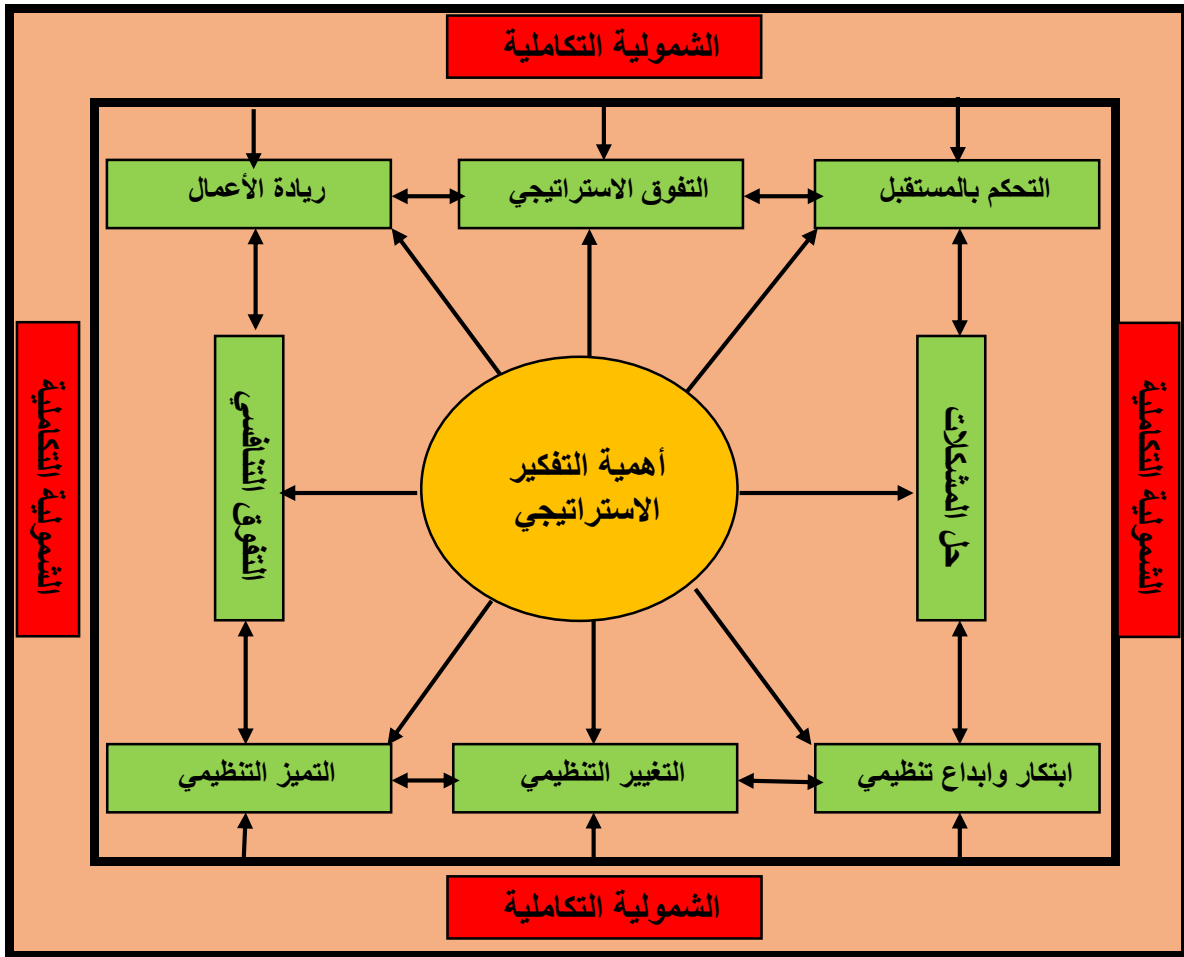 الشمولية التكاملية
التحكم بالمستقبل
التفوق الاستراتيجي
ريادة الأعمال
الشمولية التكاملية
حل المشكلات
أهمية التفكير
الاستراتيجي
التفوق التنافسي
الشمولية التكاملية
ابتكار وابداع تنظيمي
التغيير التنظيمي
التميز التنظيمي
الشمولية التكاملية